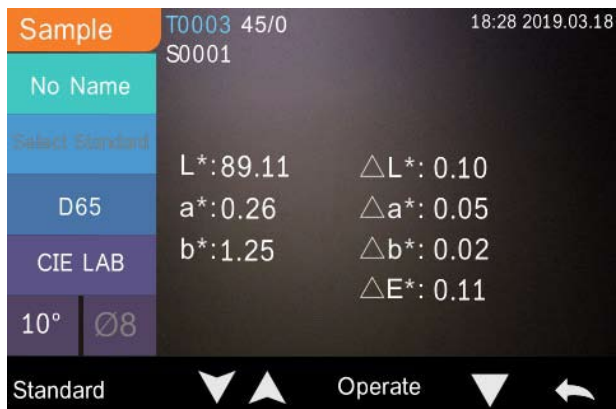 Sample
T0003 45/0
18:28 2019.03.18
S0001
No Name
Select Standard
D65
CIE LAB
10° Ø8
L*:89.11
a*:0.26
b*:1.25
△L*: 0.10
△a*: 0.05
△b*: 0.02
△E*: 0.11
Standard
Operate